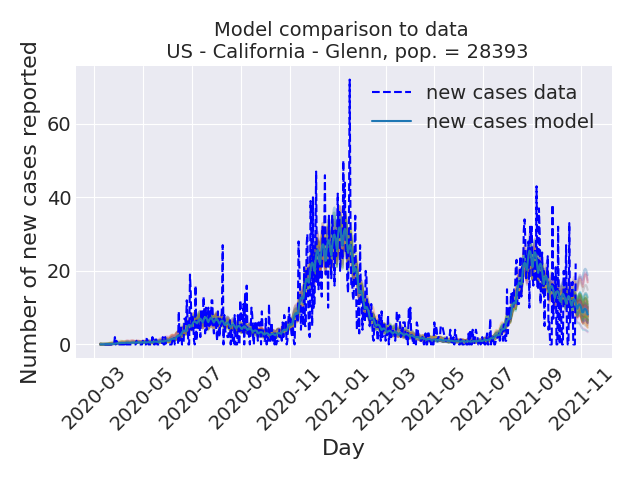 Model comparison to data
US - California - Glenn, pop. = 28393
new cases data
new cases model
Number of new cases reported
60
40
20
0
2020-03
2020-05
2020-07
2020-09
2020-11
2021-01
2021-03
2021-05
2021-07
2021-09
2021-11
Day